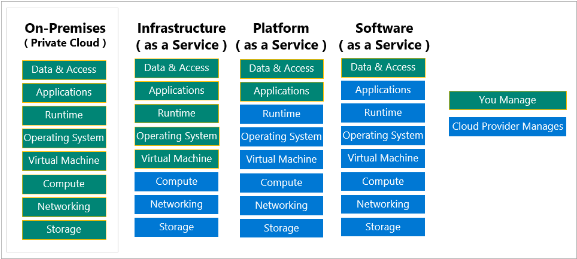 On-Premises
( Private Cloud )
Data & Access
Applications
Runtime
Operating System
Virtual Machine
Compute
Networking
Storage
Infrastructure
( as a Service )
Data & Access
Applications
Runtime
Operating System
Virtual Machine
Compute
Networking
Storage
Platform
( as a Service )
Data & Access
Applications
Runtime
Operating System
Virtual Machine
Compute
Networking
Storage
Software
( as a Service )
Data & Access
Applications
Runtime
Operating System
Virtual Machine
Compute
Networking
Storage
You Manage
Cloud Provider Manages